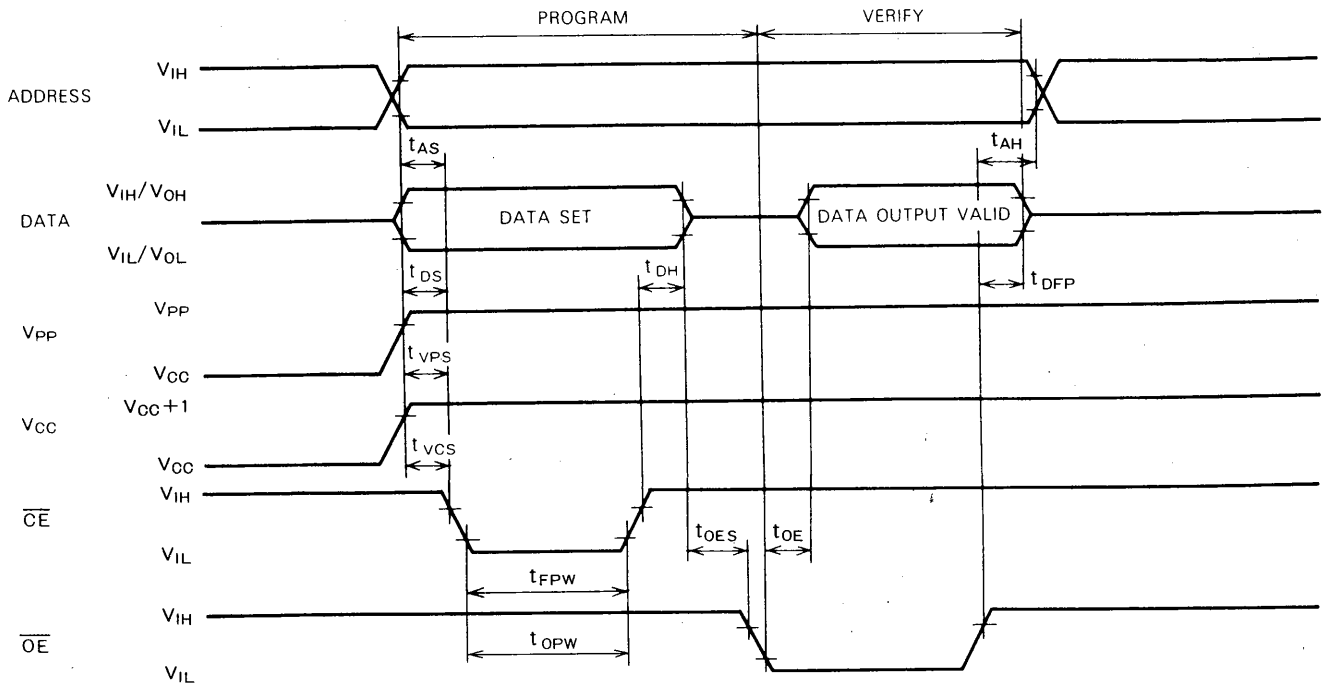 PROGRAM VERIFY
VIH
ADDRESS
VIL
tAS tAH
VIH/VOH
DATA DATA SET DATA OUTPUT VALID
VIL/VOL
tDS tDH tDFP
VPP
VPP
tVPS
VCC
VCC+1
VCC
tVCS
VCC
VIH
CE
tOES tOE
VIL
tFPW
VIH
OE
tOPW
VIL